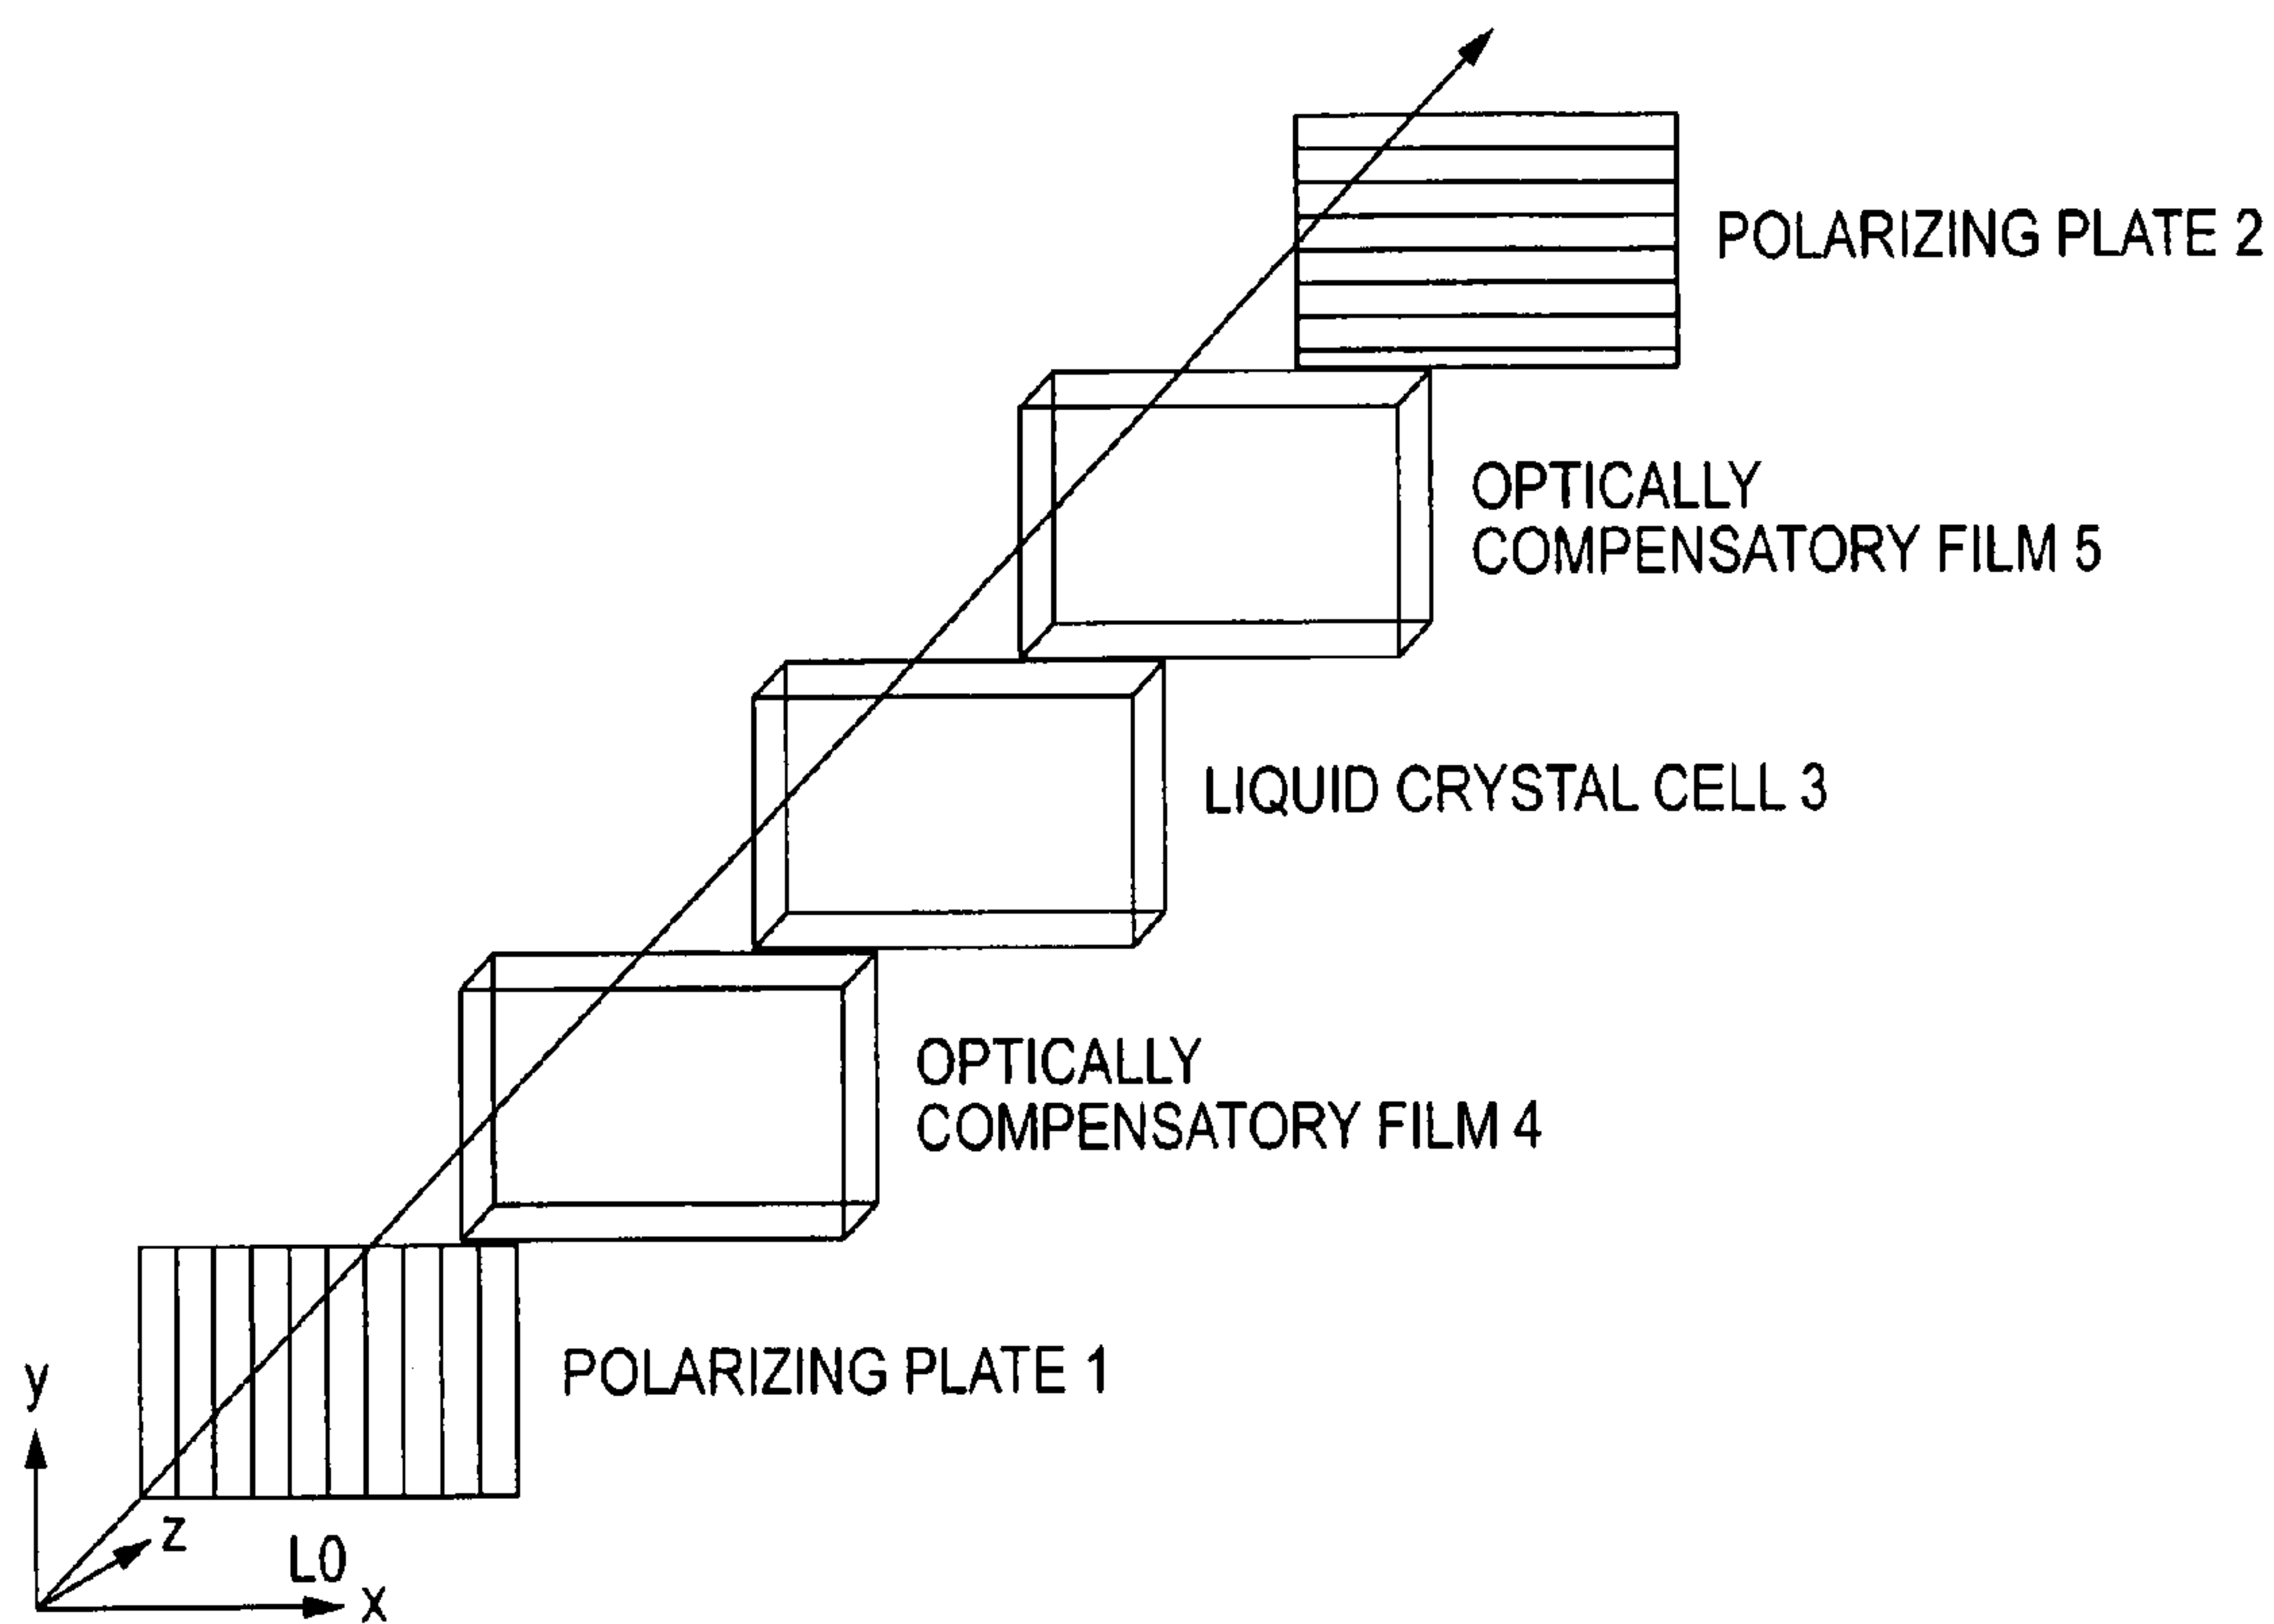 POLARIZING PLATE 2
OPTICALLY
COMPENSATORY FILM 5
LIQUID CRYSTAL CELL 3
OPTICALLY
COMPENSATORY FILM 4
POLARIZING PLATE 1
y
z
L0
x